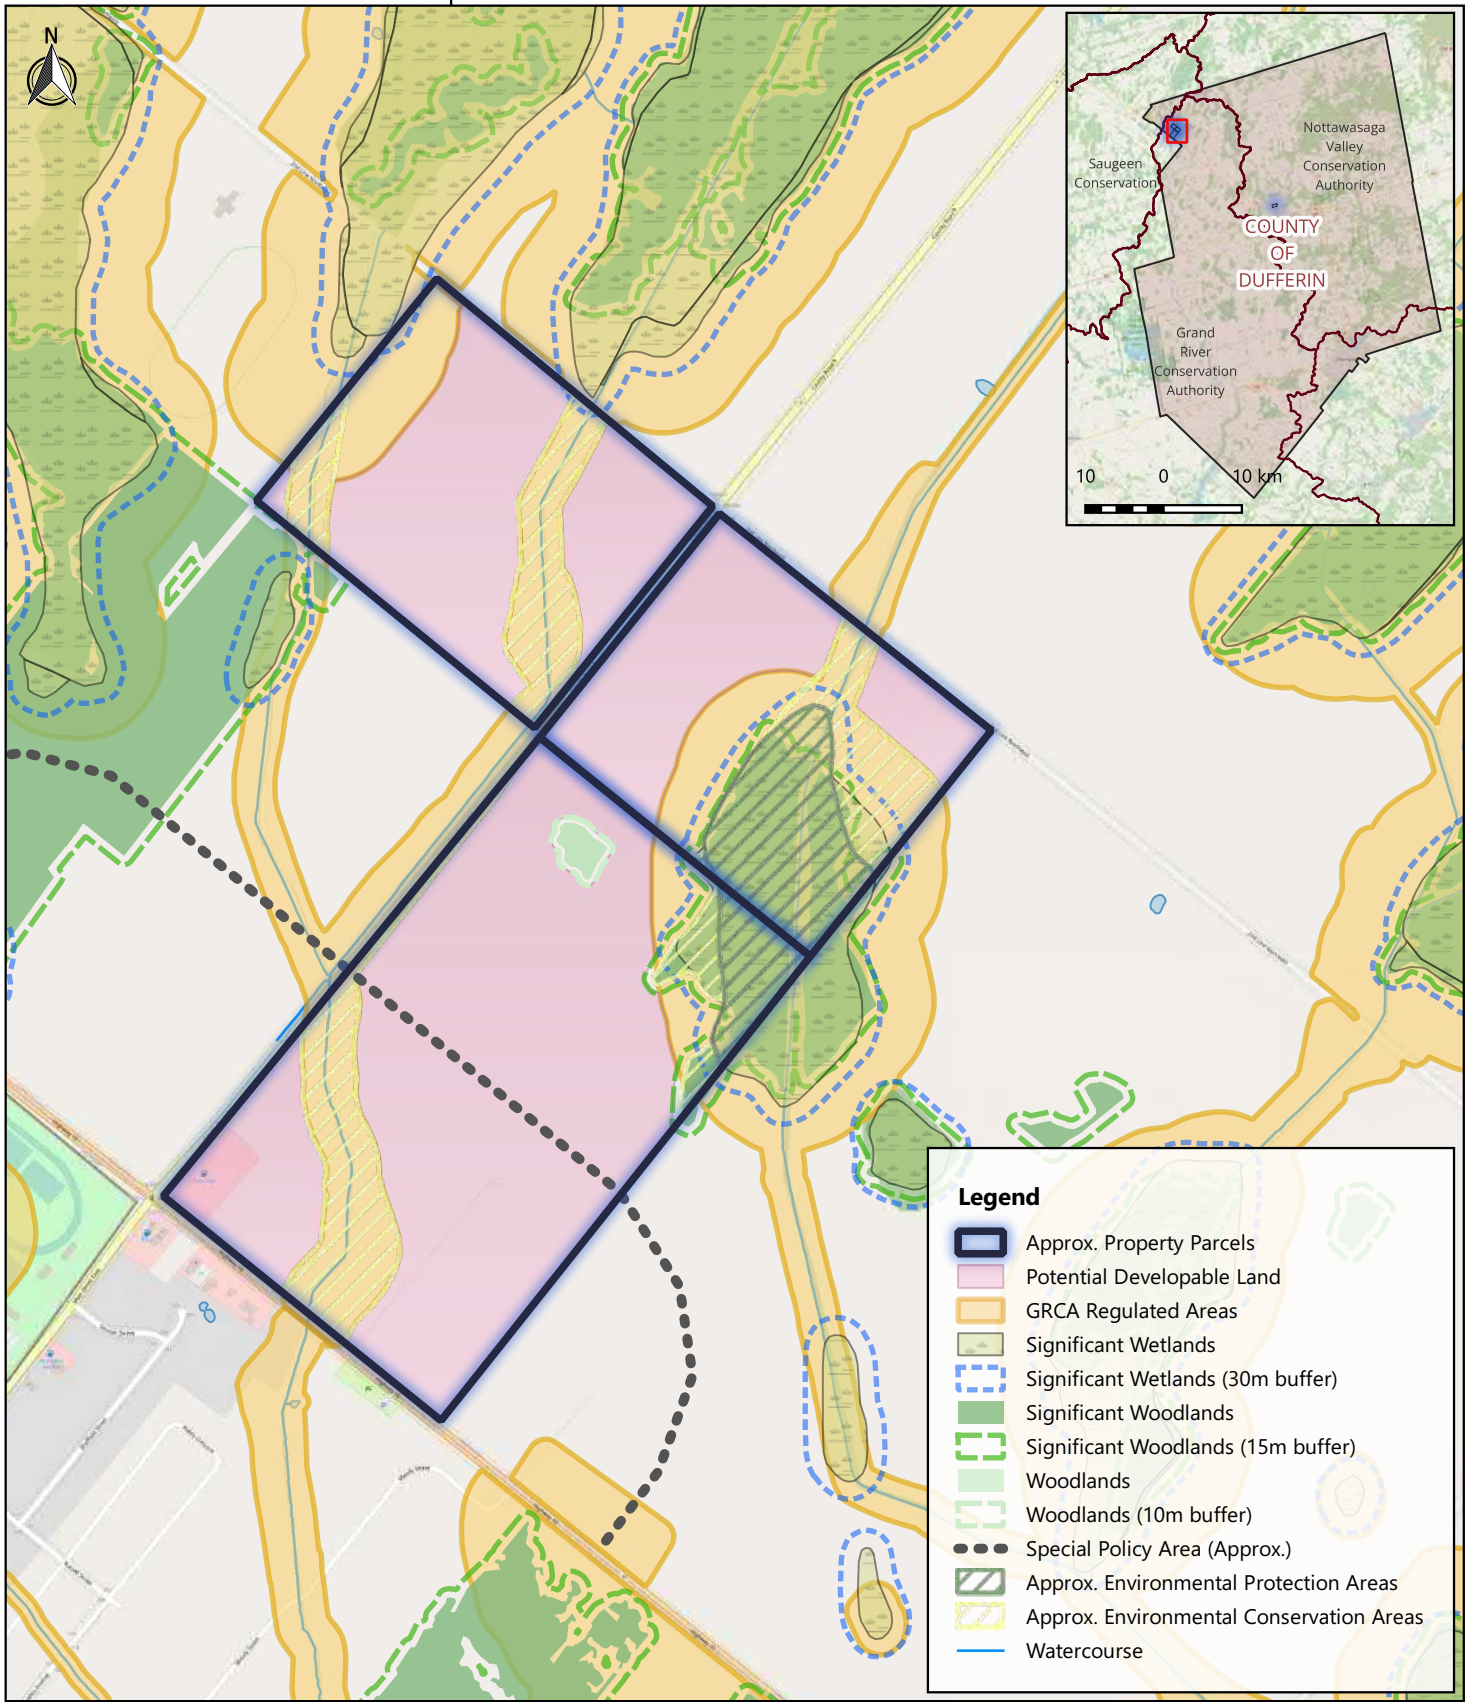 N
Nottawasaga
Valley
Conservation
Authority
Saugeen
Conservation
COUNTY
OF
DUFFERIN
Grand
River
Conservation
Authority
10 0 10 km
Legend
Approx. Property Parcels
Potential Developable Land
GRCA Regulated Areas
Significant Wetlands
Significant Wetlands (30m buffer)
Significant Woodlands
Significant Woodlands (15m buffer)
Woodlands
Woodlands (10m buffer)
Special Policy Area (Approx.)
Approx. Environmental Protection Areas
Approx. Environmental Conservation Areas
Watercourse